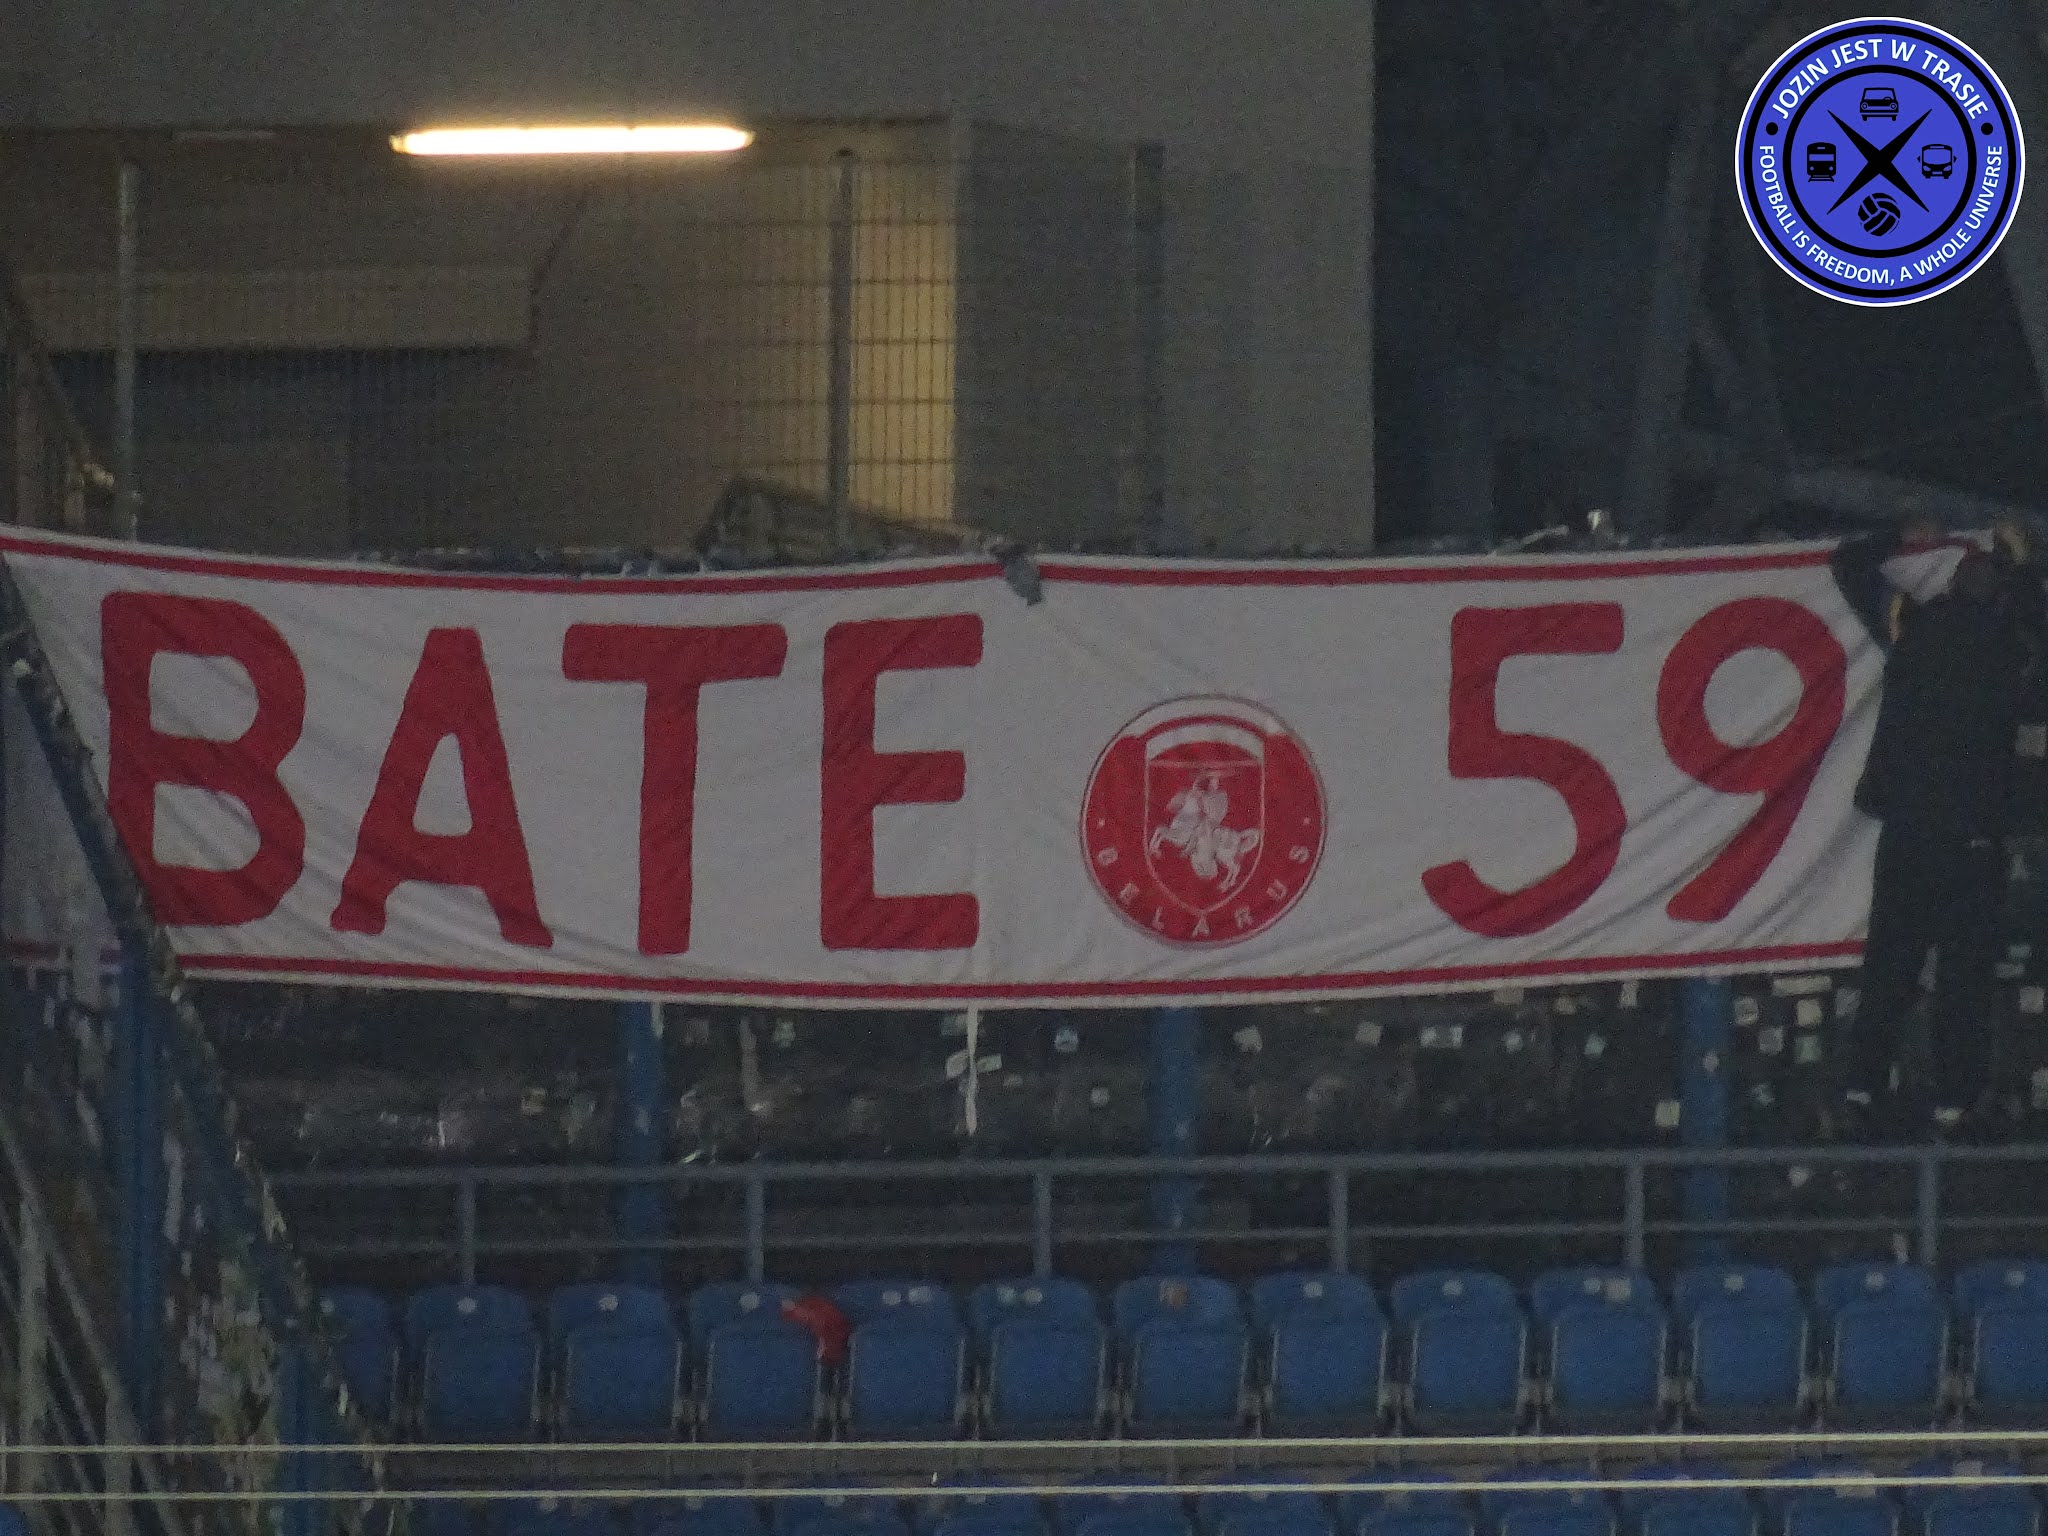 JOZIN JEST W TRASIE
FOOTBALL IS FREEDOM, A WHOLE UNIVERSE
BATE 59
BELARUS